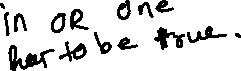 in OR one
has to be true.